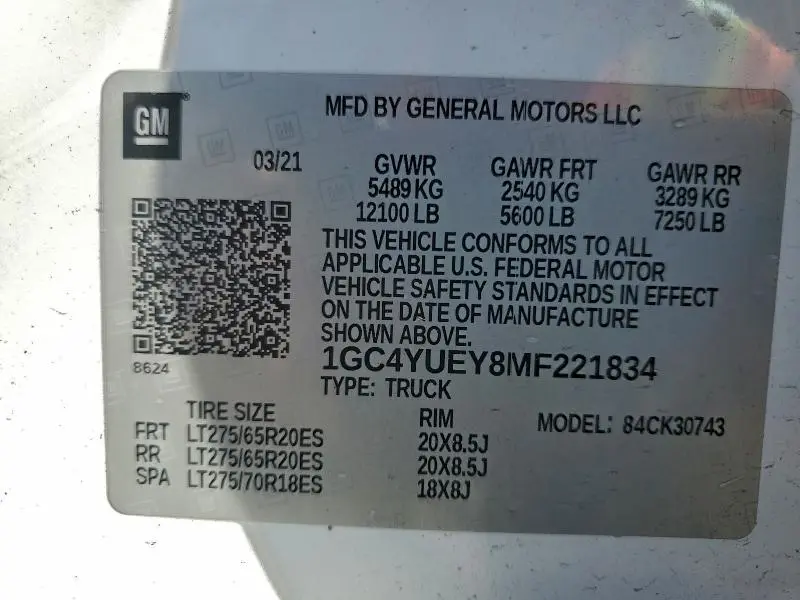 GM
MFD BY GENERAL MOTORS LLC
03/21 GVWR GAWR FRT GAWR RR
5489 KG 2540 KG 3289 KG
12100 LB 5600 LB 7250 LB
THIS VEHICLE CONFORMS TO ALL
APPLICABLE U.S. FEDERAL MOTOR
VEHICLE SAFETY STANDARDS IN EFFECT
ON THE DATE OF MANUFACTURE
SHOWN ABOVE.
8624
1GC4YUEY8MF221834
TYPE: TRUCK
TIRE SIZE RIM MODEL: 84CK30743
FRT LT275/65R20ES 20X8.5J
RR LT275/65R20ES 20X8.5J
SPA LT275/70R18ES 18X8J